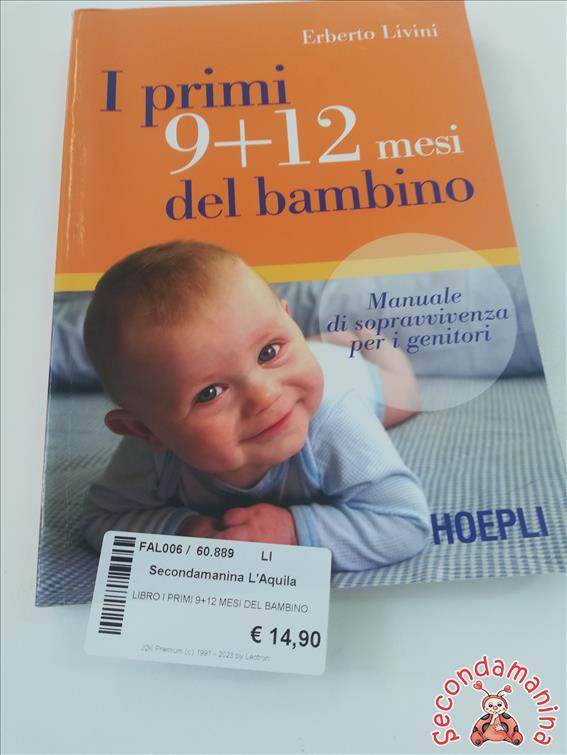 Erberto Livini
I primi
9+12 mesi
del bambino
Manuale
di sopravvivenza
per i genitori
HOEPLI
FAL006 / 60.889 LI
Secondamanina L'Aquila
LIBRO I PRIMI 9+12 MESI DEL BAMBINO
€ 14,90
J2K Premium (c) 1991 - 2023 by Lectron
Secondamanina